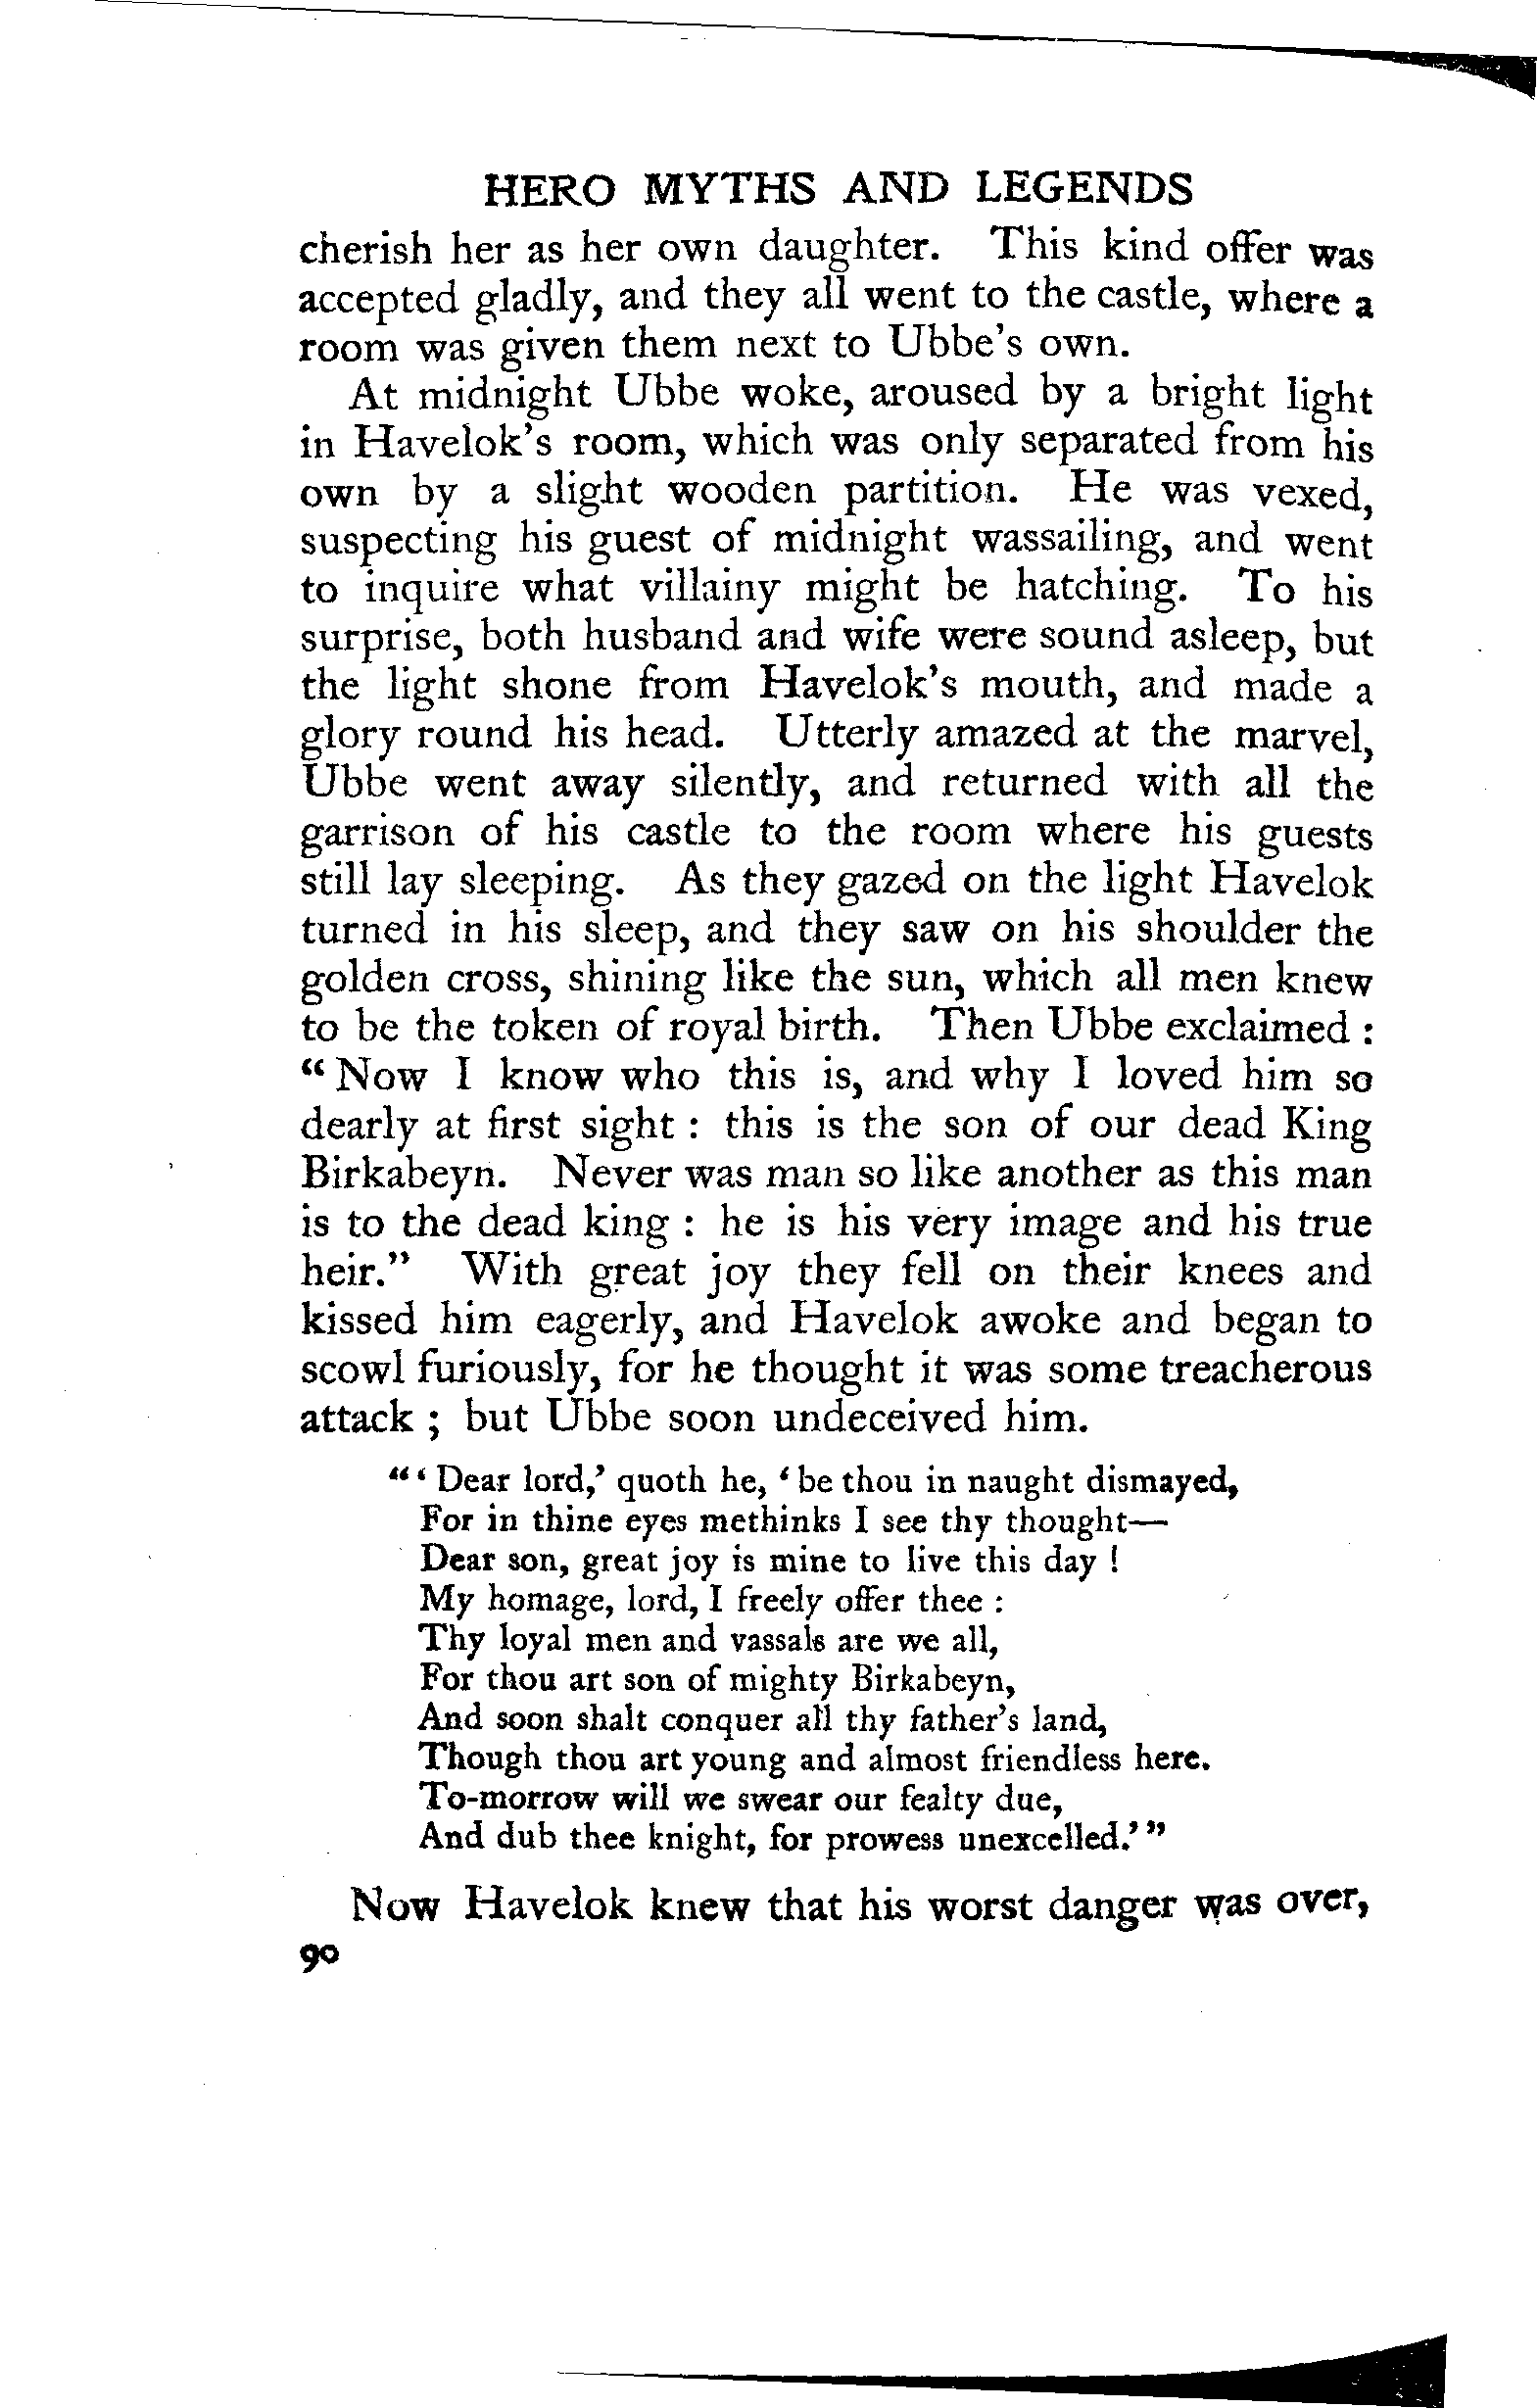 HERO MYTHS AND LEGENDS
cherish her as her own daughter. This kind offer was
accepted gladly, and they all went to the castle, where a
room was given them next to Ubbe's own.
At midnight Ubbe woke, aroused by a bright light
in Havelok's room, which was only separated from his
own by a slight wooden partition. He was vexed,
suspecting his guest of midnight wassailing, and went
to inquire what villainy might be hatching. To his
surprise, both husband and wife were sound asleep, but
the light shone from Havelok's mouth, and made a
glory round his head. Utterly amazed at the marvel,
Ubbe went away silently, and returned with all the
garrison of his castle to the room where his guests
still lay sleeping. As they gazed on the light Havelok
turned in his sleep, and they saw on his shoulder the
golden cross, shining like the sun, which all men knew
to be the token of royal birth. Then Ubbe exclaimed :
“ Now I know who this is, and why I loved him so
dearly at first sight : this is the son of our dead King
Birkabeyn. Never was man so like another as this man
is to the dead king : he is his very image and his true
heir.” With great joy they fell on their knees and
kissed him eagerly, and Havelok awoke and began to
scowl furiously, for he thought it was some treacherous
attack ; but Ubbe soon undeceived him.
“ ‘ Dear lord,’ quoth he, ‘ be thou in naught dismayed,
For in thine eyes methinks I see thy thought—
Dear son, great joy is mine to live this day !
My homage, lord, I freely offer thee :
Thy loyal men and vassals are we all,
For thou art son of mighty Birkabeyn,
And soon shalt conquer all thy father's land,
Though thou art young and almost friendless here.
To-morrow will we swear our fealty due,
And dub thee knight, for prowess unexcelled.’ ”
Now Havelok knew that his worst danger was over,
90